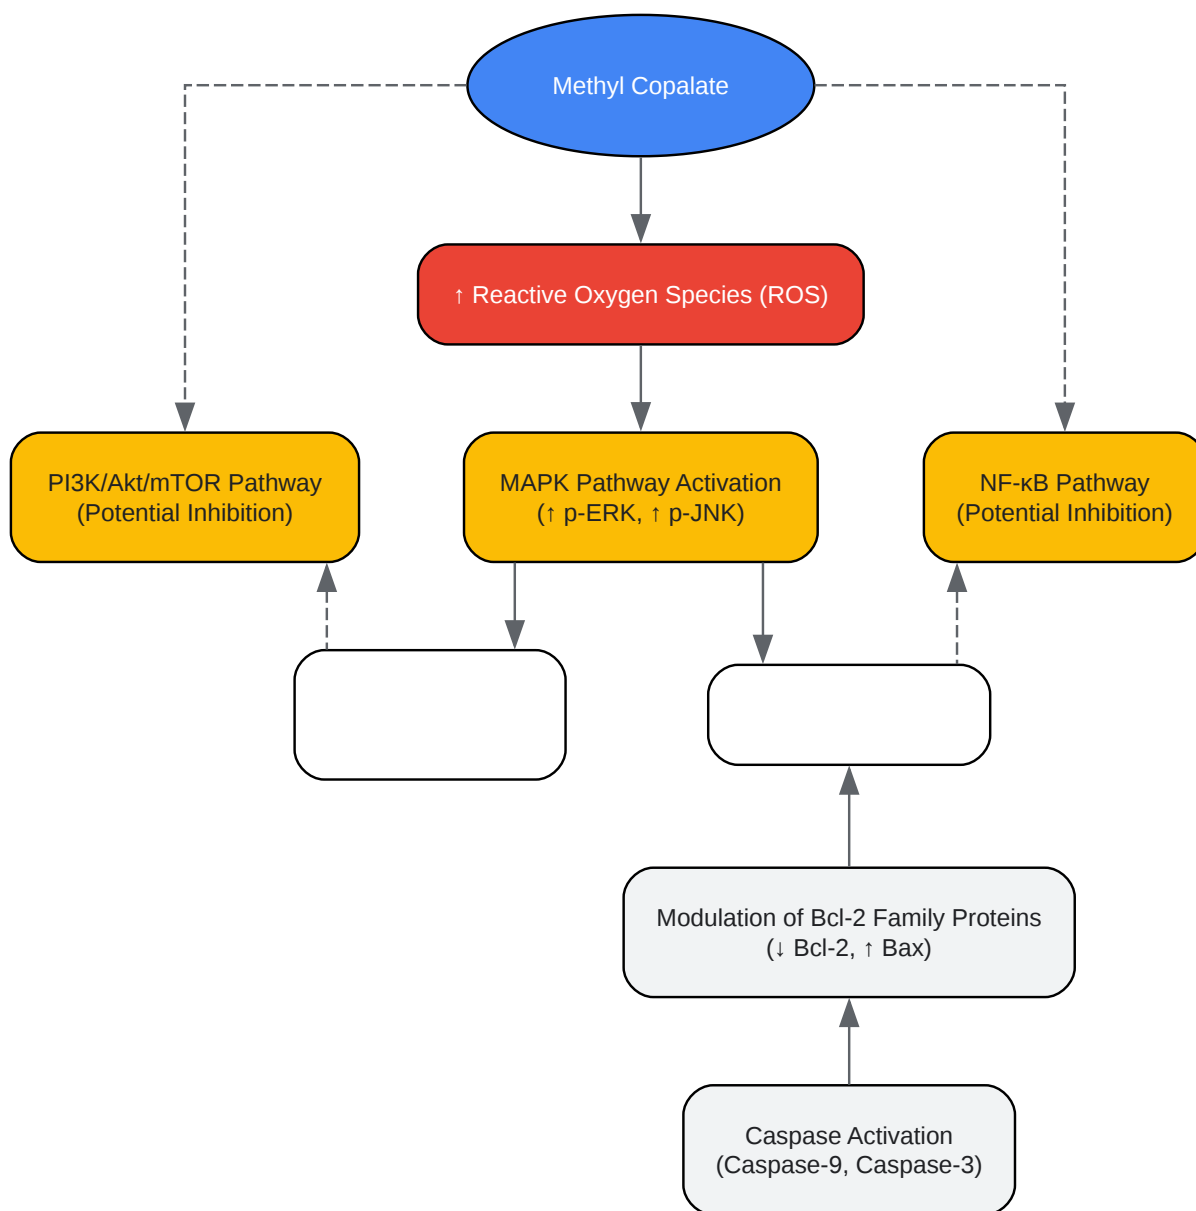 Methyl Copalate
↑ Reactive Oxygen Species (ROS)
PI3K/Akt/mTOR Pathway
(Potential Inhibition)
MAPK Pathway Activation
(↑ p-ERK, ↑ p-JNK)
NF-κB Pathway
(Potential Inhibition)
Modulation of Bcl-2 Family Proteins
(↓ Bcl-2, ↑ Bax)
Caspase Activation
(Caspase-9, Caspase-3)